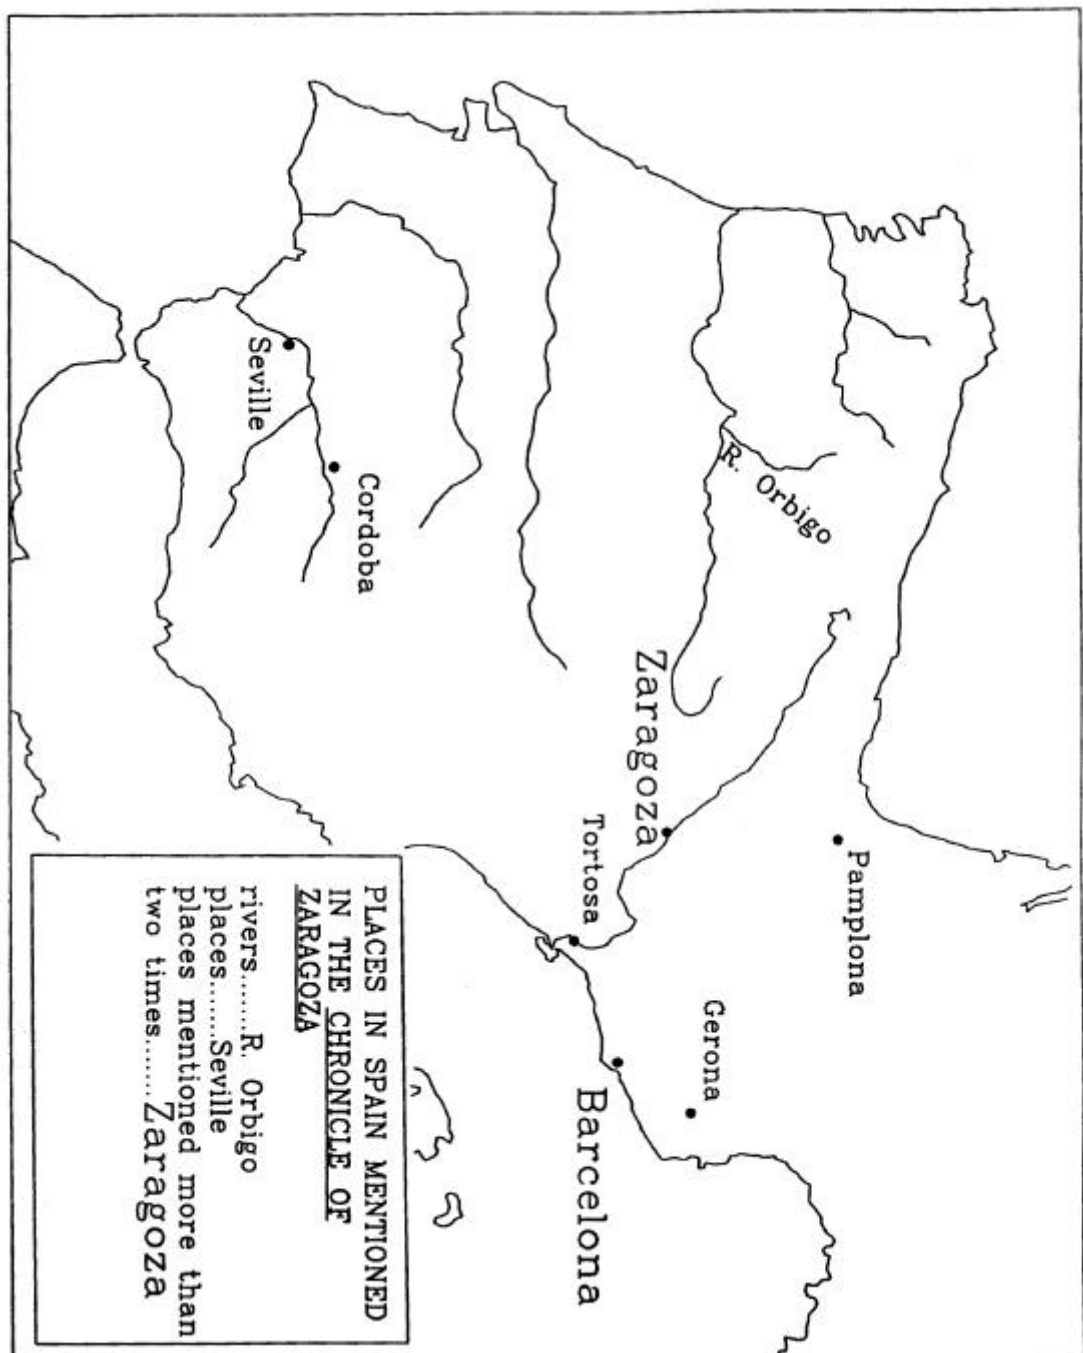 R. Orbigo
Pamplona
Zaragoza
Gerona
Tortosa
Barcelona
Cordoba
Seville
PLACES IN SPAIN MENTIONED
IN THE CHRONICLE OF
ZARAGOZA
rivers.......R. Orbigo
places.......Seville
places mentioned more than
two times......Zaragoza